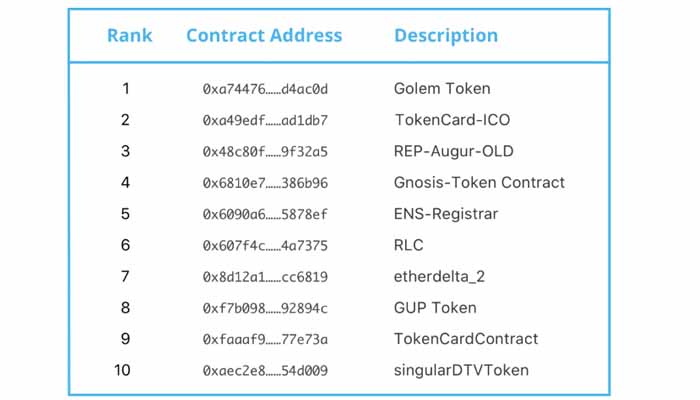 Rank Contract Address Description
1 0xa74476......d4ac0d Golem Token
2 0xa49edf......ad1db7 TokenCard-ICO
3 0x48c80f......9f32a5 REP-Augur-OLD
4 0x6810e7......386b96 Gnosis-Token Contract
5 0x6090a6......5878ef ENS-Registrar
6 0x607f4c......4a7375 RLC
7 0x8d12a1......cc6819 etherdelta_2
8 0xf7b098......92894c GUP Token
9 0xfaaaf9......77e73a TokenCardContract
10 0xaec2e8......54d009 singularDTVToken